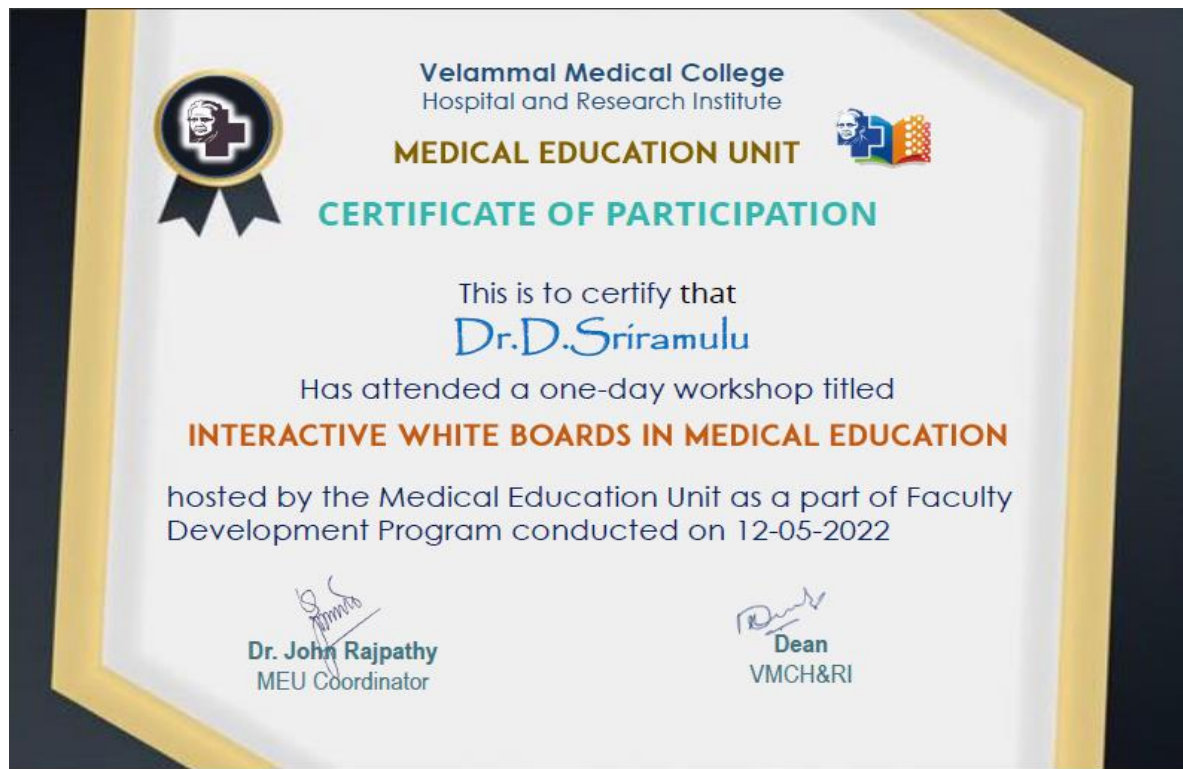 Velammal Medical College
Hospital and Research Institute
MEDICAL EDUCATION UNIT
CERTIFICATE OF PARTICIPATION
This is to certify that
Dr.D.Sriramulu
Has attended a one-day workshop titled
INTERACTIVE WHITE BOARDS IN MEDICAL EDUCATION
hosted by the Medical Education Unit as a part of Faculty
Development Program conducted on 12-05-2022
Dr. John Rajpathy
MEU Coordinator
Dean
VMCH&RI